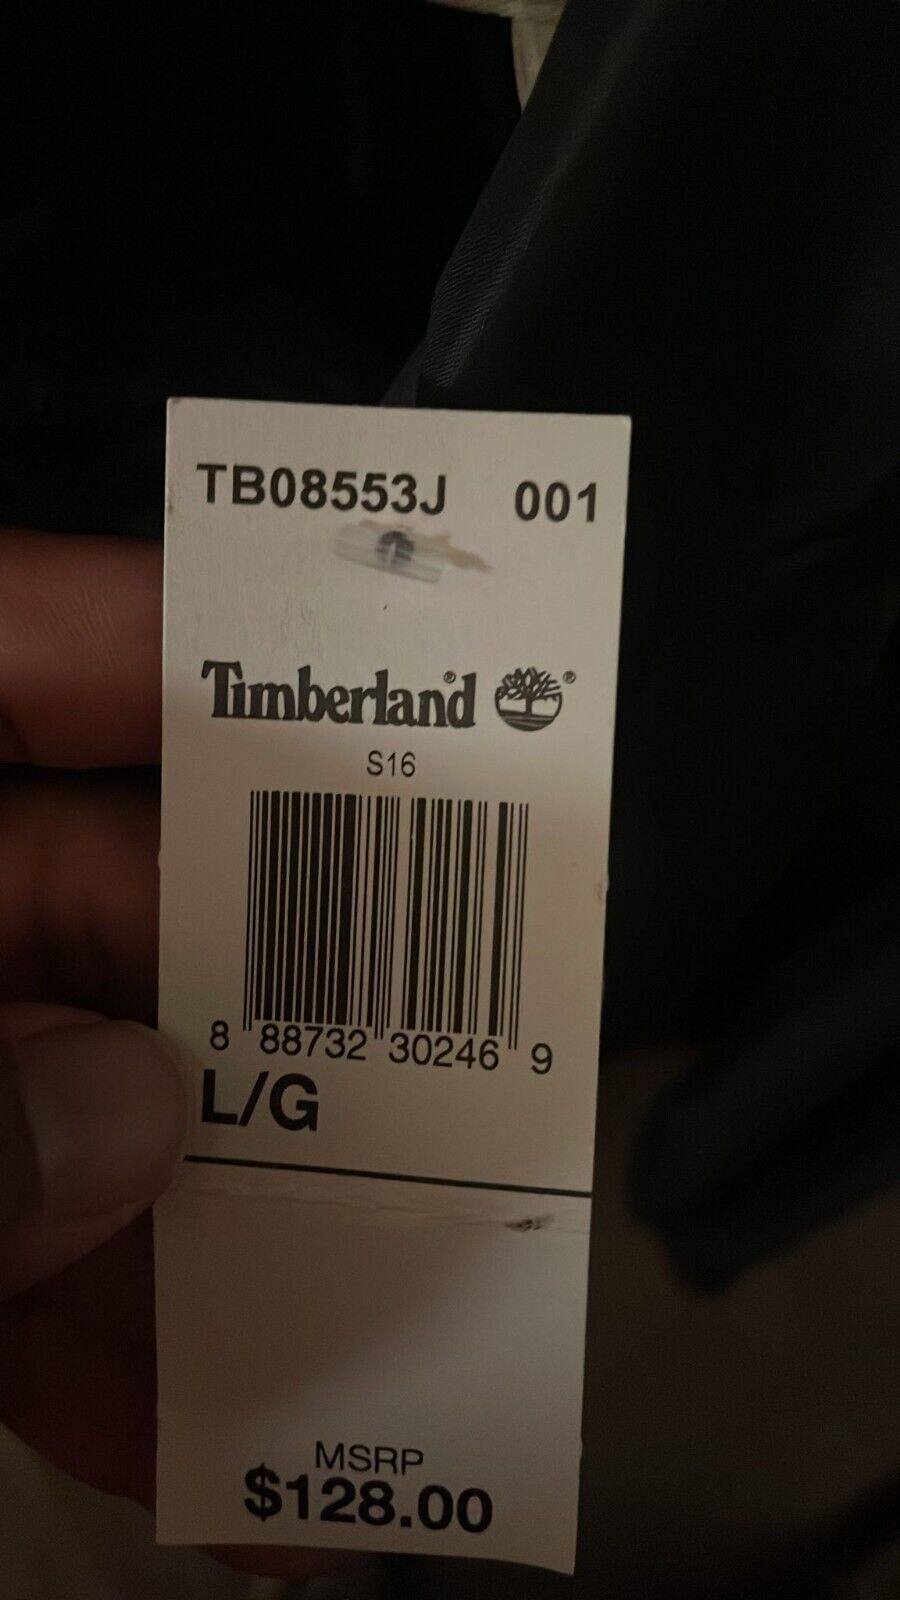 TB08553J 001
Timberland® ®
S16
8 88732 30246 9
L/G
MSRP
$128.00